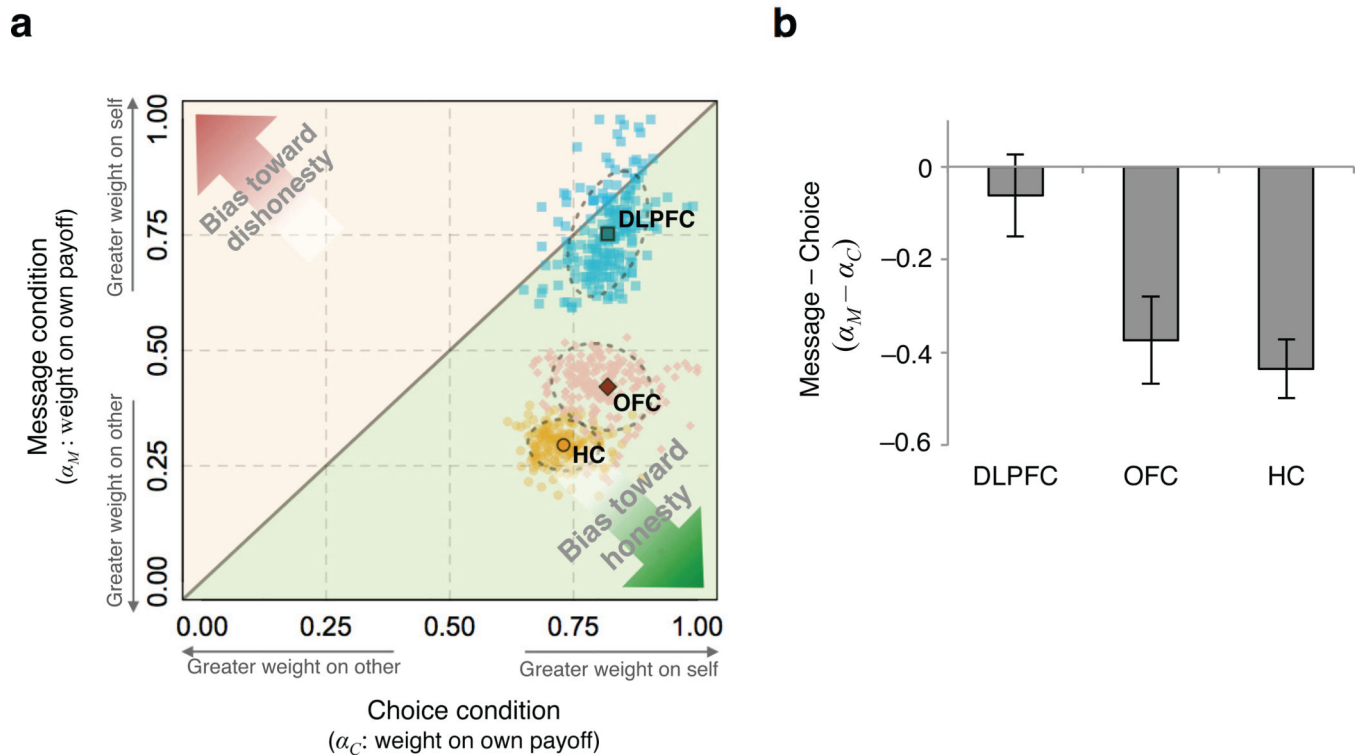 a
Greater weight on self
Greater weight on other
Message condition
(αM : weight on own payoff)
1.00
0.75
0.50
0.25
0.00
Bias toward
dishonesty
DLPFC
OFC
HC
Bias toward
honesty
0.00 0.25 0.50 0.75 1.00
Greater weight on other
Greater weight on self
Choice condition
(αC: weight on own payoff)
b
Message – Choice
(αM – αC)
0
–0.2
–0.4
–0.6
DLPFC OFC HC